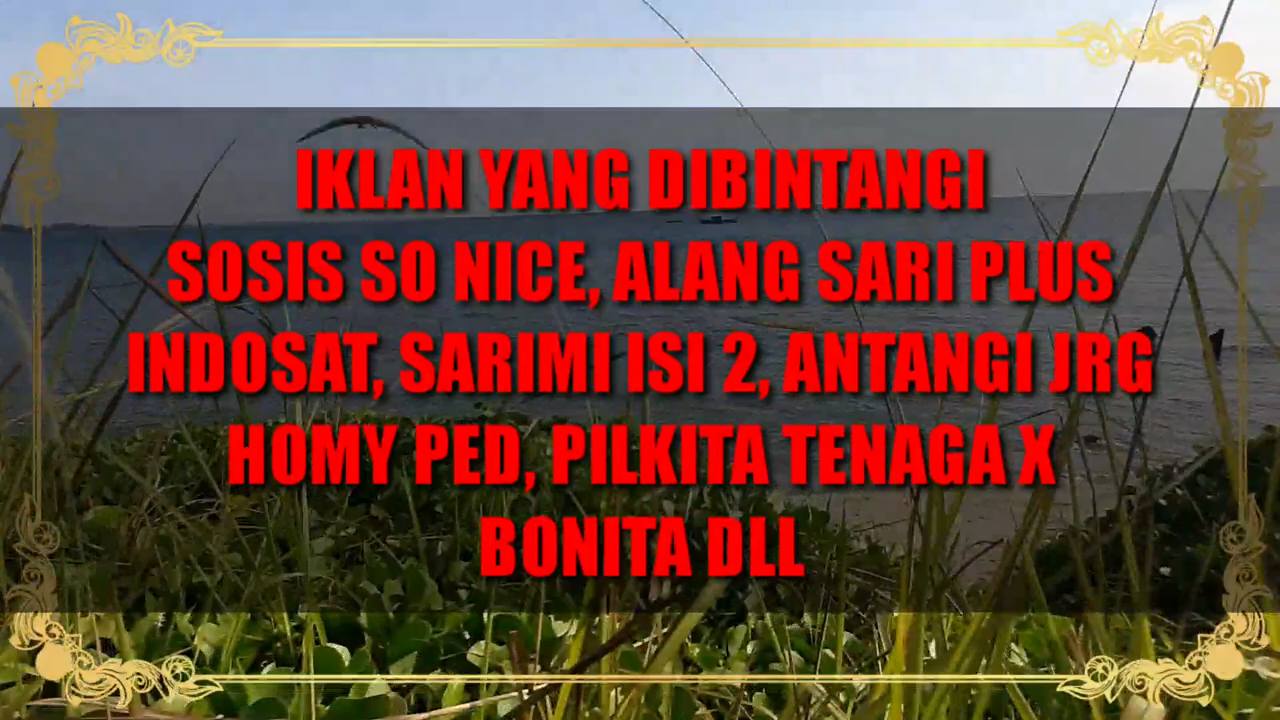 IKLAN YANG DIBINTANGI
SOSIS SO NICE, ALANG SARI PLUS
INDOSAT, SARIMI ISI 2, ANTANGI JRG
HOMY PED, PILKITA TENAGA X
BONITA DLL